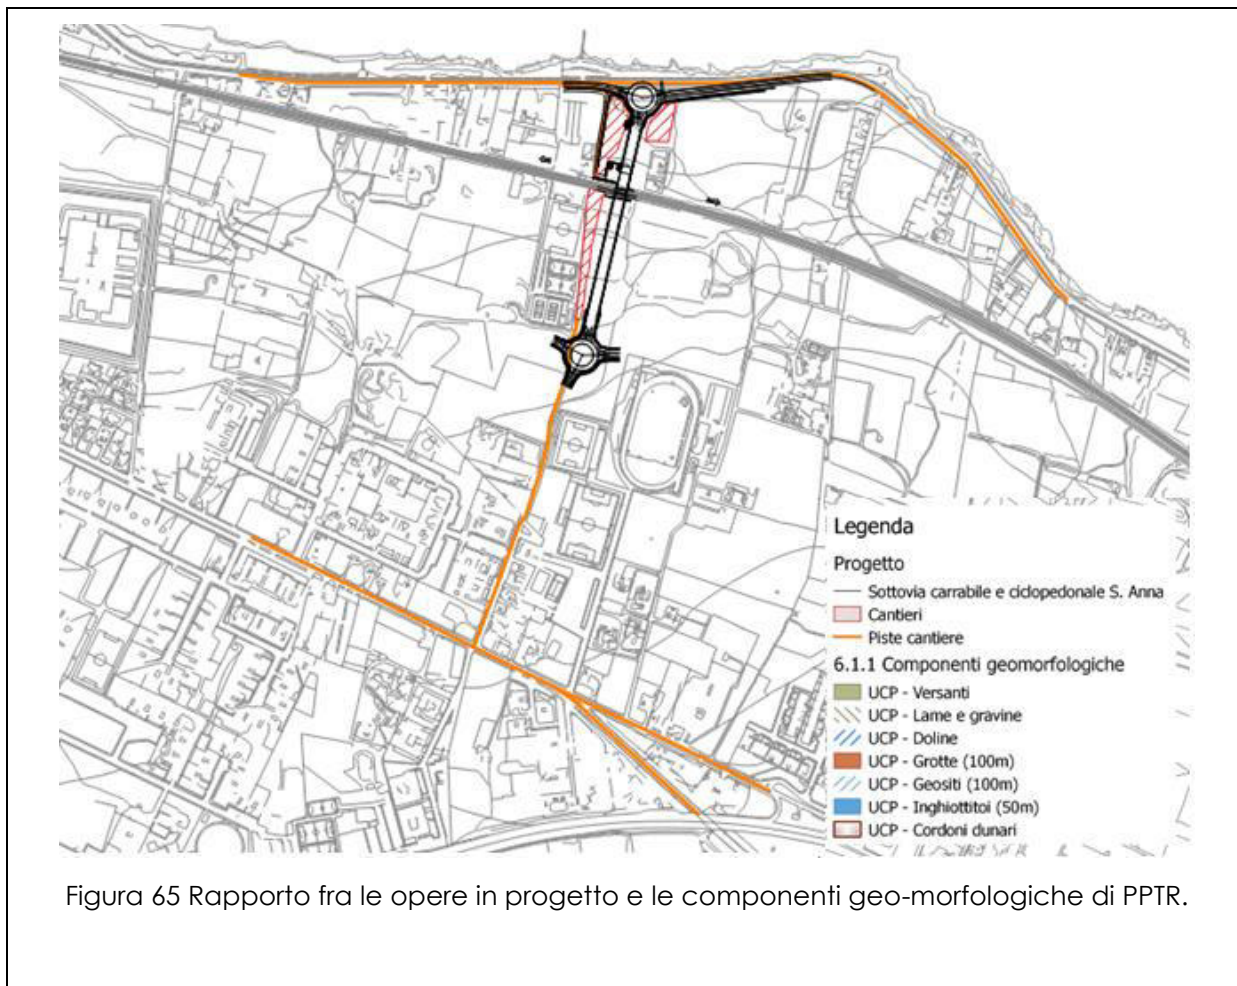 Legenda
Progetto
Sottovia carrabile e ciclopedonale S. Anna
Cantieri
Piste cantiere
6.1.1 Componenti geomorfologiche
UCP - Versanti
UCP - Lame e gravine
UCP - Doline
UCP - Grotte (100m)
UCP - Geositi (100m)
UCP - Inghiottitoi (50m)
UCP - Cordoni dunari
Figura 65 Rapporto fra le opere in progetto e le componenti geo-morfologiche di PPTR.